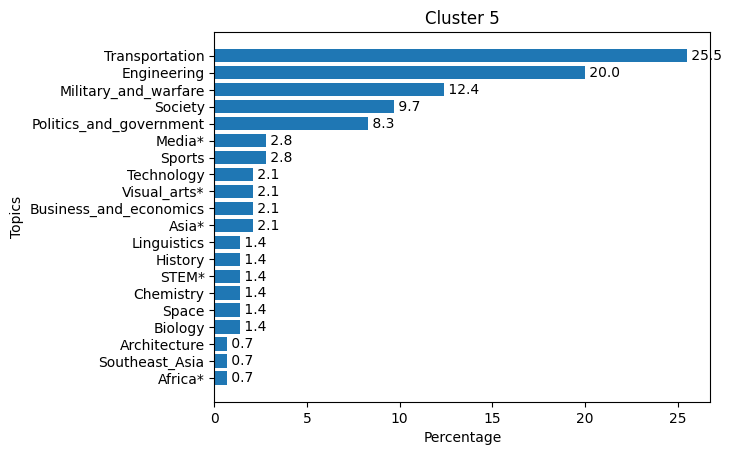 Cluster 5
Topics
Transportation 25.5
Engineering 20.0
Military_and_warfare 12.4
Society 9.7
Politics_and_government 8.3
Media* 2.8
Sports 2.8
Technology 2.1
Visual_arts* 2.1
Business_and_economics 2.1
Asia* 2.1
Linguistics 1.4
History 1.4
STEM* 1.4
Chemistry 1.4
Space 1.4
Biology 1.4
Architecture 0.7
Southeast_Asia 0.7
Africa* 0.7
0 5 10 15 20 25
Percentage